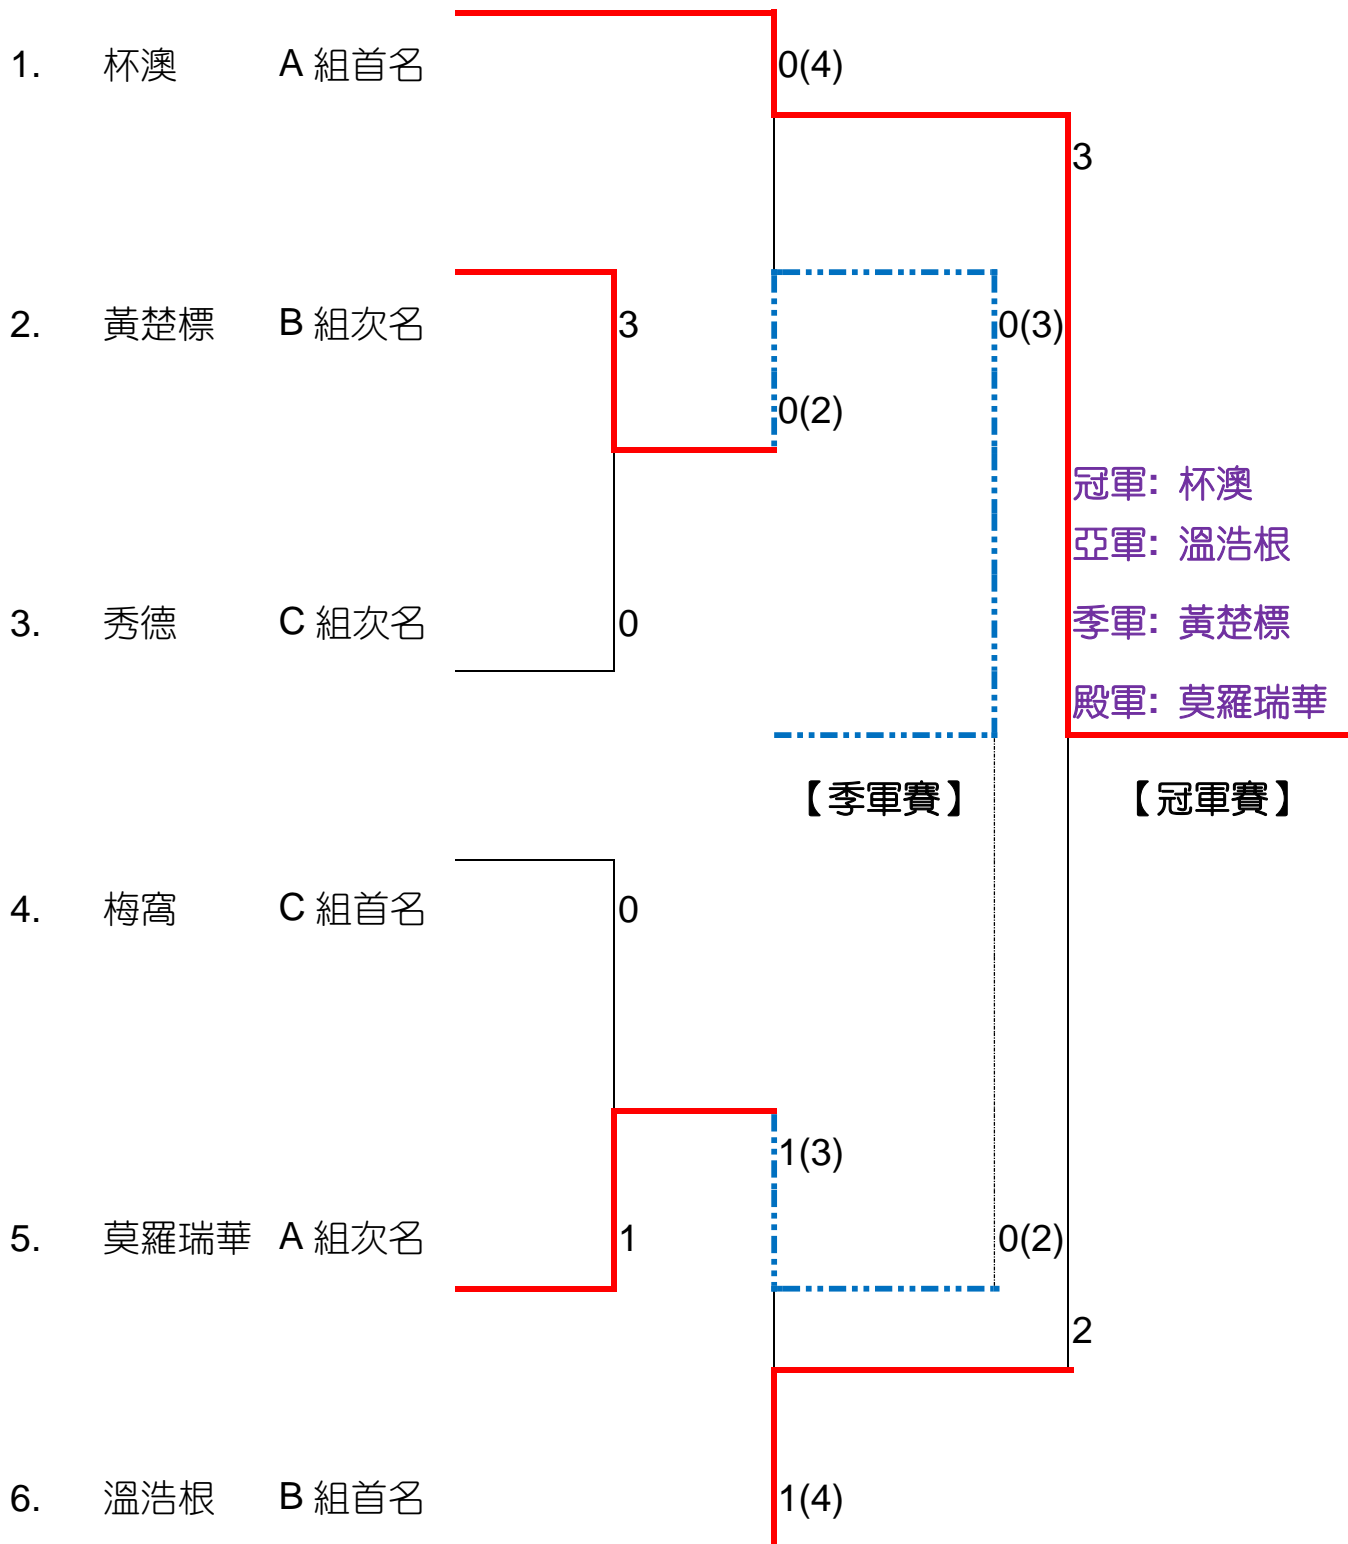 1. 杯澳 A 組首名 0(4)
3
2. 黃楚標 B 組次名 3 0(3)
0(2)
冠軍: 杯澳
亞軍: 溫浩根
3. 秀德 C 組次名 0 季軍: 黃楚標
殿軍: 莫羅瑞華
【季軍賽】 【冠軍賽】
4. 梅窩 C 組首名 0
1(3)
5. 莫羅瑞華 A 組次名 1 0(2)
2
6. 溫浩根 B 組首名 1(4)